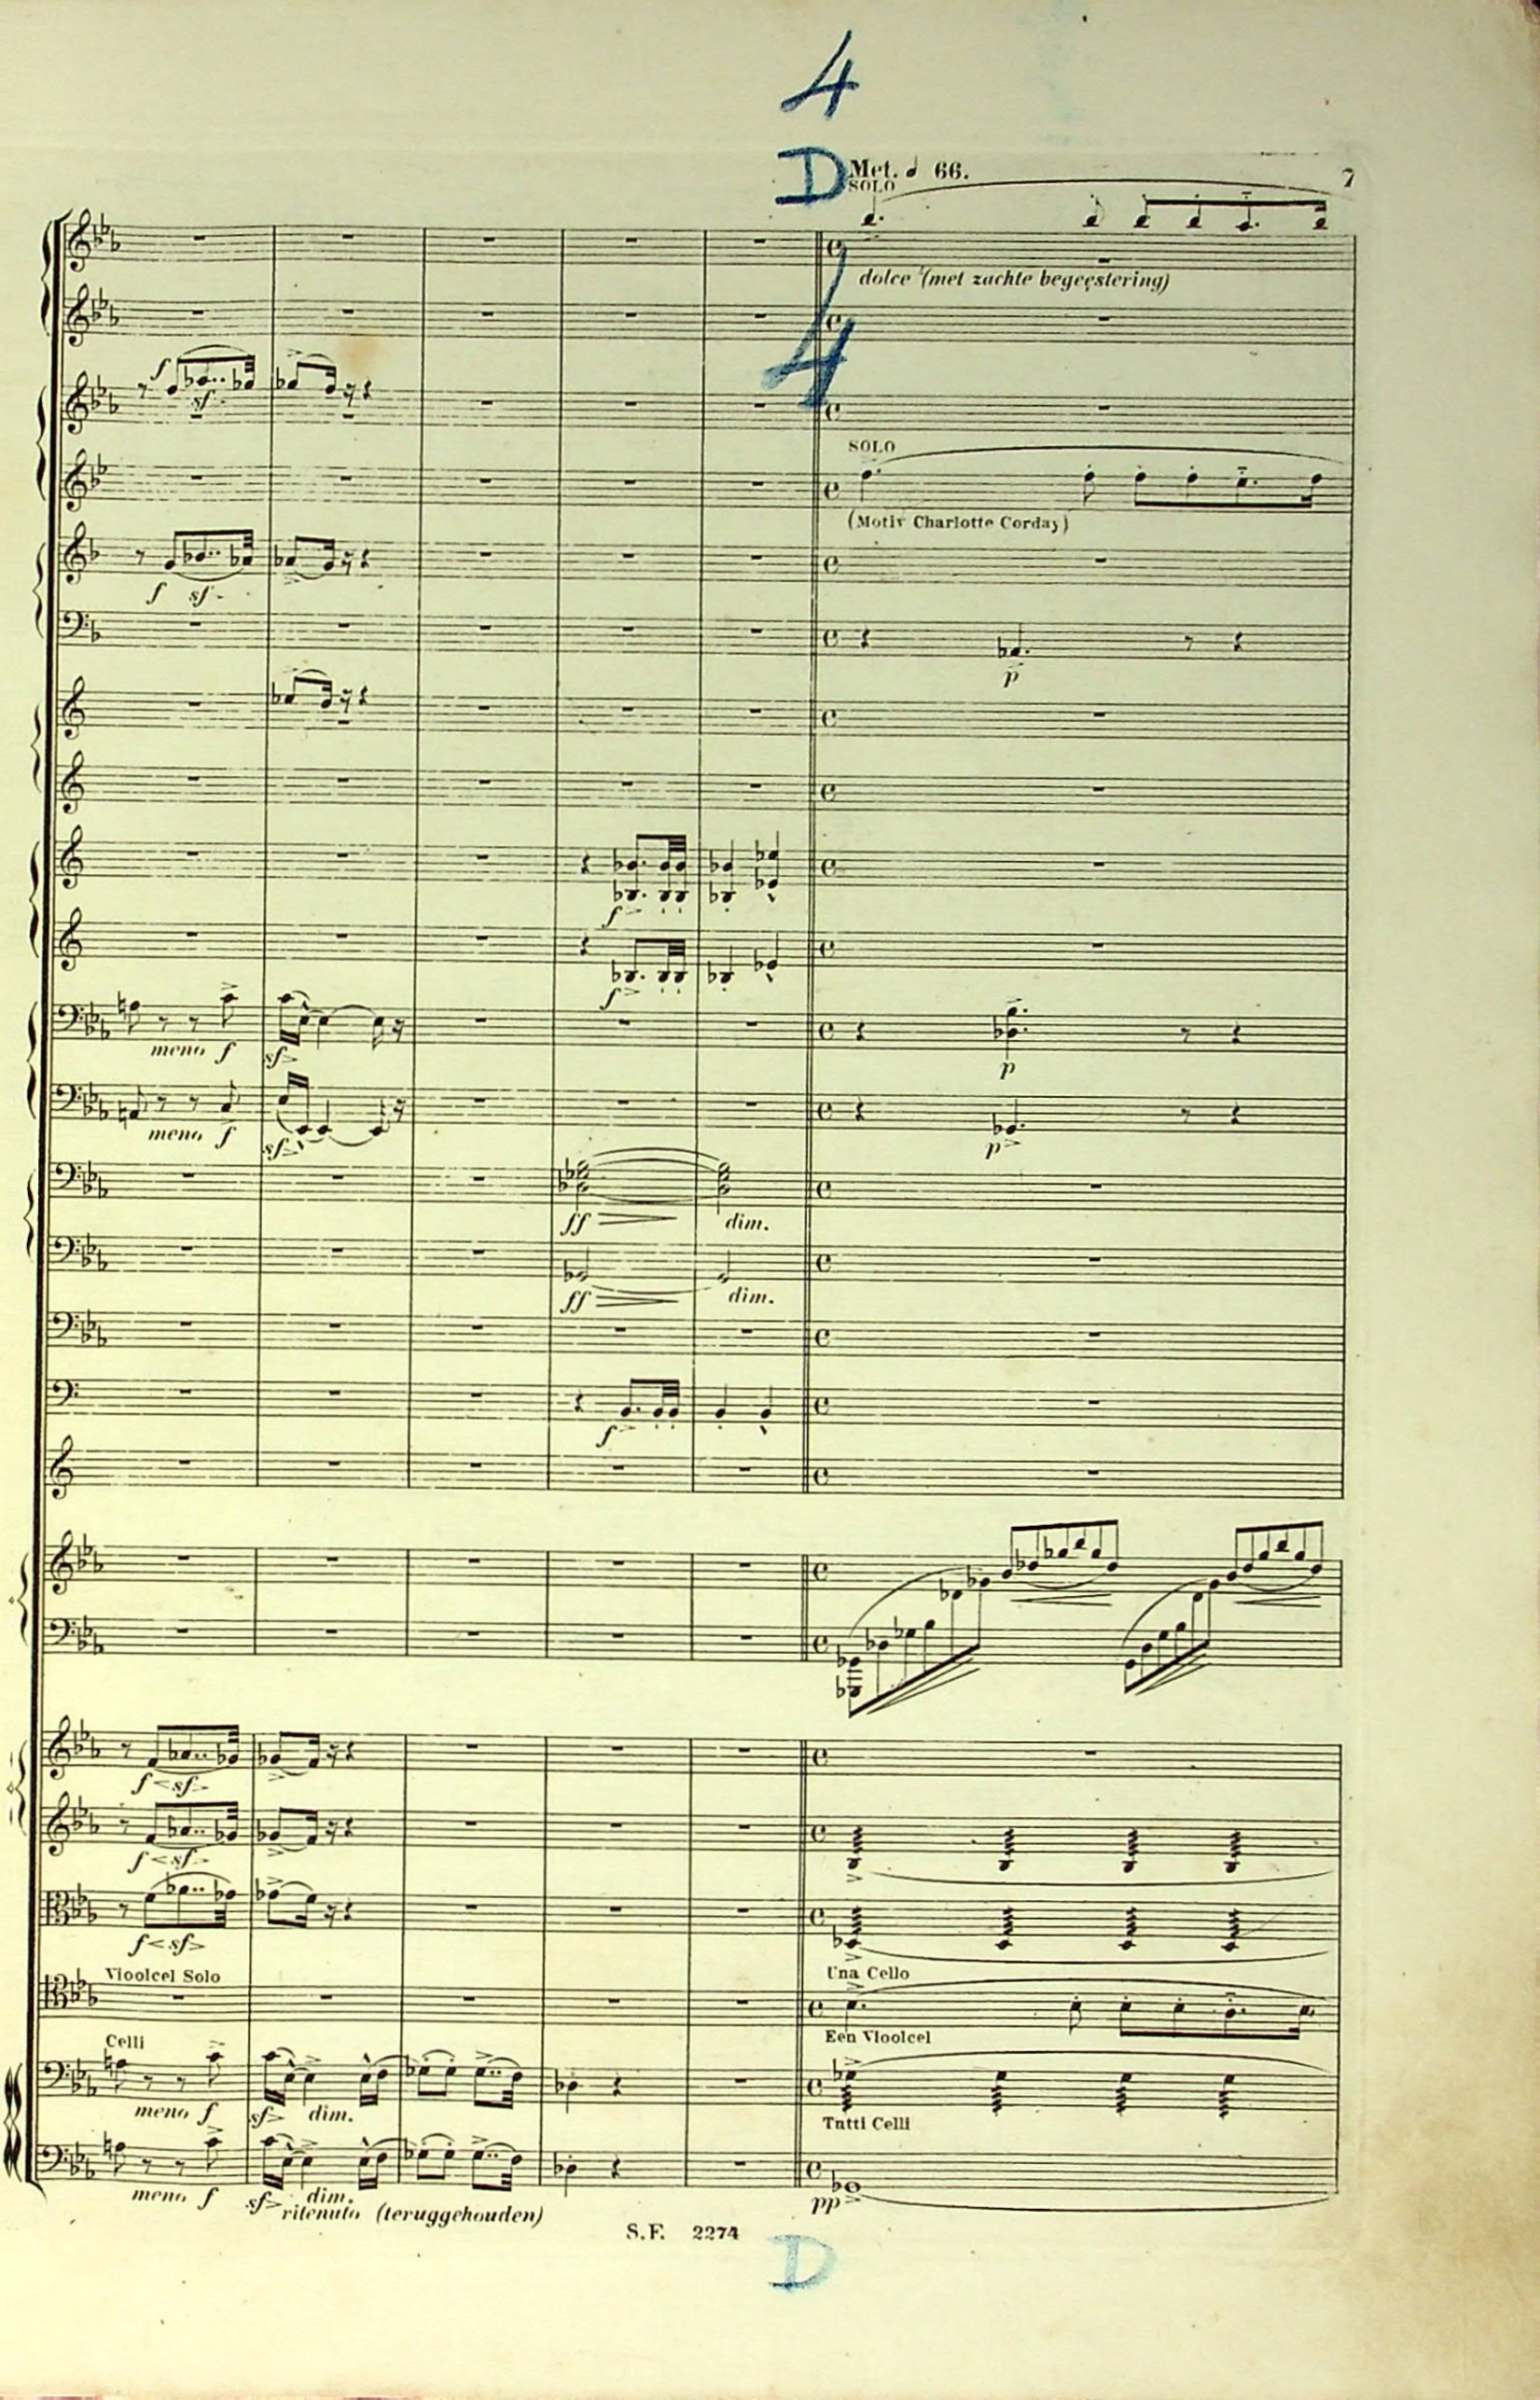 4
D Met. 66.
7
SOLO
dolce (met zachte begeestering)
4
f
sf
SOLO
(Motiv Charlotte Corday)
f sf
p
f
f
meno f sf
p
meno f sf
p
ff dim.
ff dim.
f
f sf
f sf
f sf
Vioolcel Solo
Una Cello
Een Vioolcel
Celli
meno f sf dim.
Tutti Celli
meno f sf dim.
pp
ritenuto (teruggehouden)
S.F. 2274
D